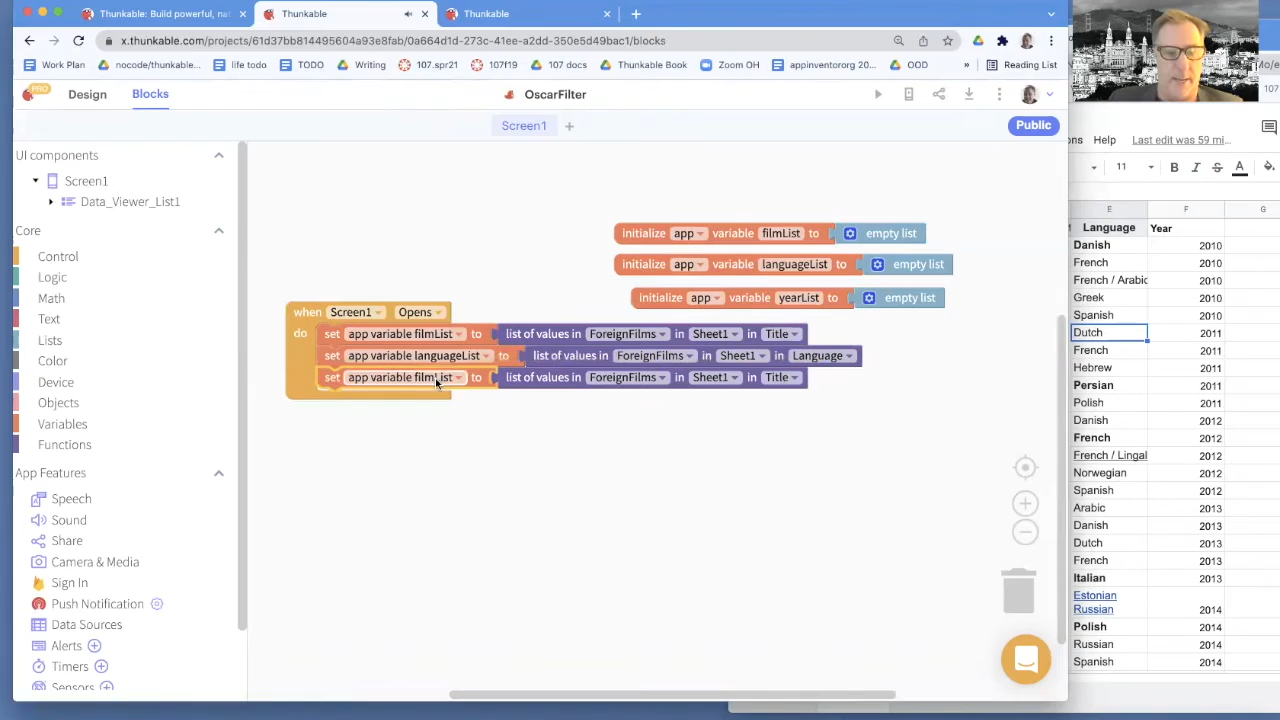 Thunkable: Build powerful, nat
Thunkable
Thunkable
x.thunkable.com/projects/61d37bb814495604a91e8fab/0a664d1d-273c-41ee-a2dd-350e5d49bac1/blocks
Work Plan
nocode/thunkable...
life todo
TODO
Writing
107.spr21
107f19
107 docs
Thunkable Book
Zoom OH
appinventororg 20...
OOD
»
Reading List
PRO
Design
Blocks
OscarFilter
Screen1
Public
UI components
Screen1
Data_Viewer_List1
Core
Control
Logic
Math
Text
Lists
Color
Device
Objects
Variables
Functions
App Features
Speech
Sound
Share
Camera & Media
Sign In
Push Notification
Data Sources
Alerts
Timers
Sensors
initialize app variable filmList to empty list
initialize app variable languageList to empty list
initialize app variable yearList to empty list
when Screen1 Opens
do set app variable filmList to list of values in ForeignFilms in Sheet1 in Title
set app variable languageList to list of values in ForeignFilms in Sheet1 in Language
set app variable filmList to list of values in ForeignFilms in Sheet1 in Title
Mo/e
107
ons Help Last edit was 59 mi...
11 B I S A
E F G
Language Year
Danish 2010
French 2010
French / Arabic 2010
Greek 2010
Spanish 2010
Dutch 2011
French 2011
Hebrew 2011
Persian 2011
Polish 2011
Danish 2012
French 2012
French / Lingal 2012
Norwegian 2012
Spanish 2012
Arabic 2013
Danish 2013
Dutch 2013
French 2013
Italian 2013
Estonian
Russian 2014
Polish 2014
Russian 2014
Spanish 2014